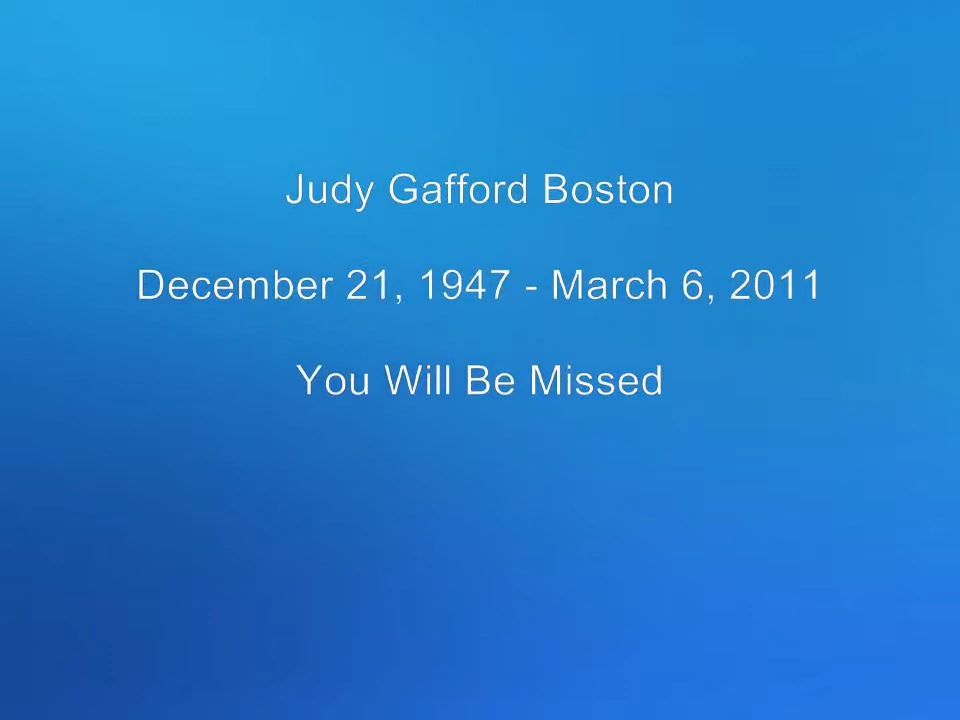 Judy Gafford Boston
December 21, 1947 - March 6, 2011
You Will Be Missed